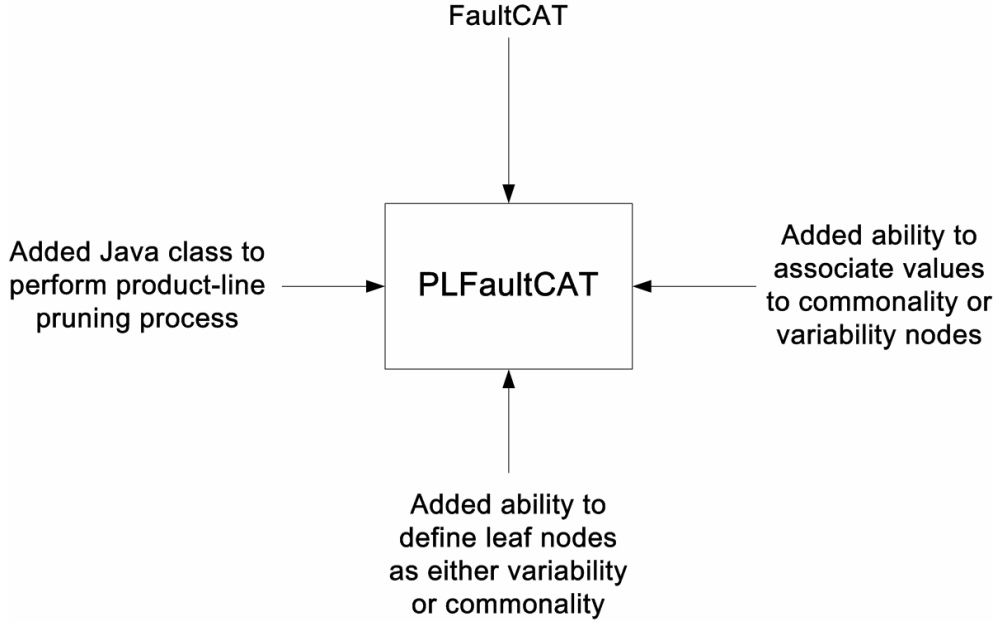 FaultCAT
Added Java class to
perform product-line
pruning process
PLFaultCAT
Added ability to
associate values
to commonality or
variability nodes
Added ability to
define leaf nodes
as either variability
or commonality